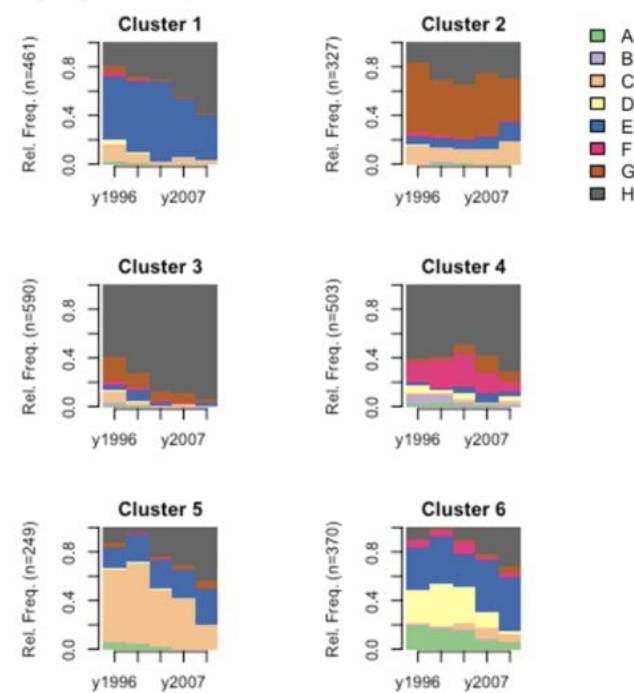 Cluster 1
Rel. Freq. (n=461)
0.0 0.4 0.8
y1996 y2007
Cluster 2
Rel. Freq. (n=327)
0.0 0.4 0.8
y1996 y2007
A
B
C
D
E
F
G
H
Cluster 3
Rel. Freq. (n=590)
0.0 0.4 0.8
y1996 y2007
Cluster 4
Rel. Freq. (n=503)
0.0 0.4 0.8
y1996 y2007
Cluster 5
Rel. Freq. (n=249)
0.0 0.4 0.8
y1996 y2007
Cluster 6
Rel. Freq. (n=370)
0.0 0.4 0.8
y1996 y2007